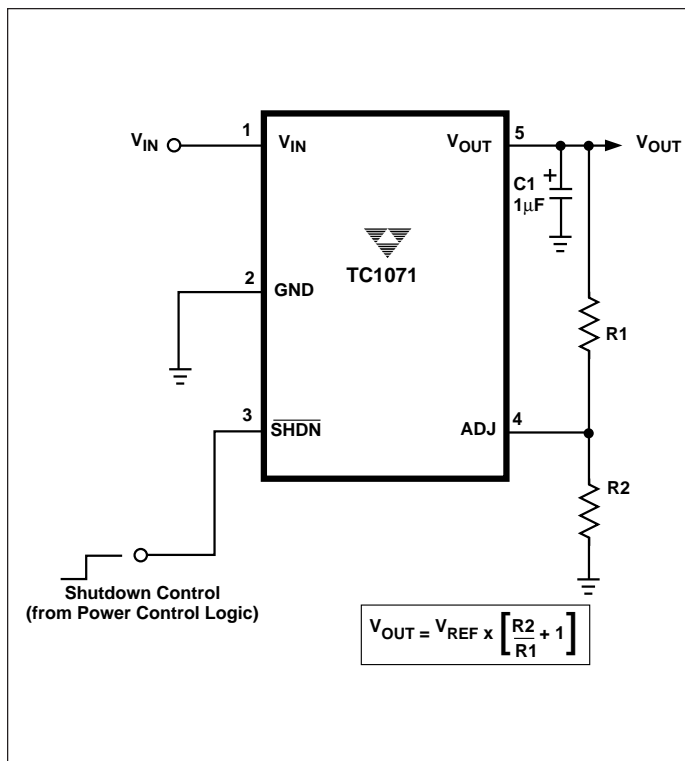 1
5
V_IN
V_IN
V_OUT
V_OUT
+
C1
1µF
TC1071
2
GND
R1
3
4
SHDN
ADJ
R2
Shutdown Control
(from Power Control Logic)
V_OUT = V_REF x [R2/R1 + 1]